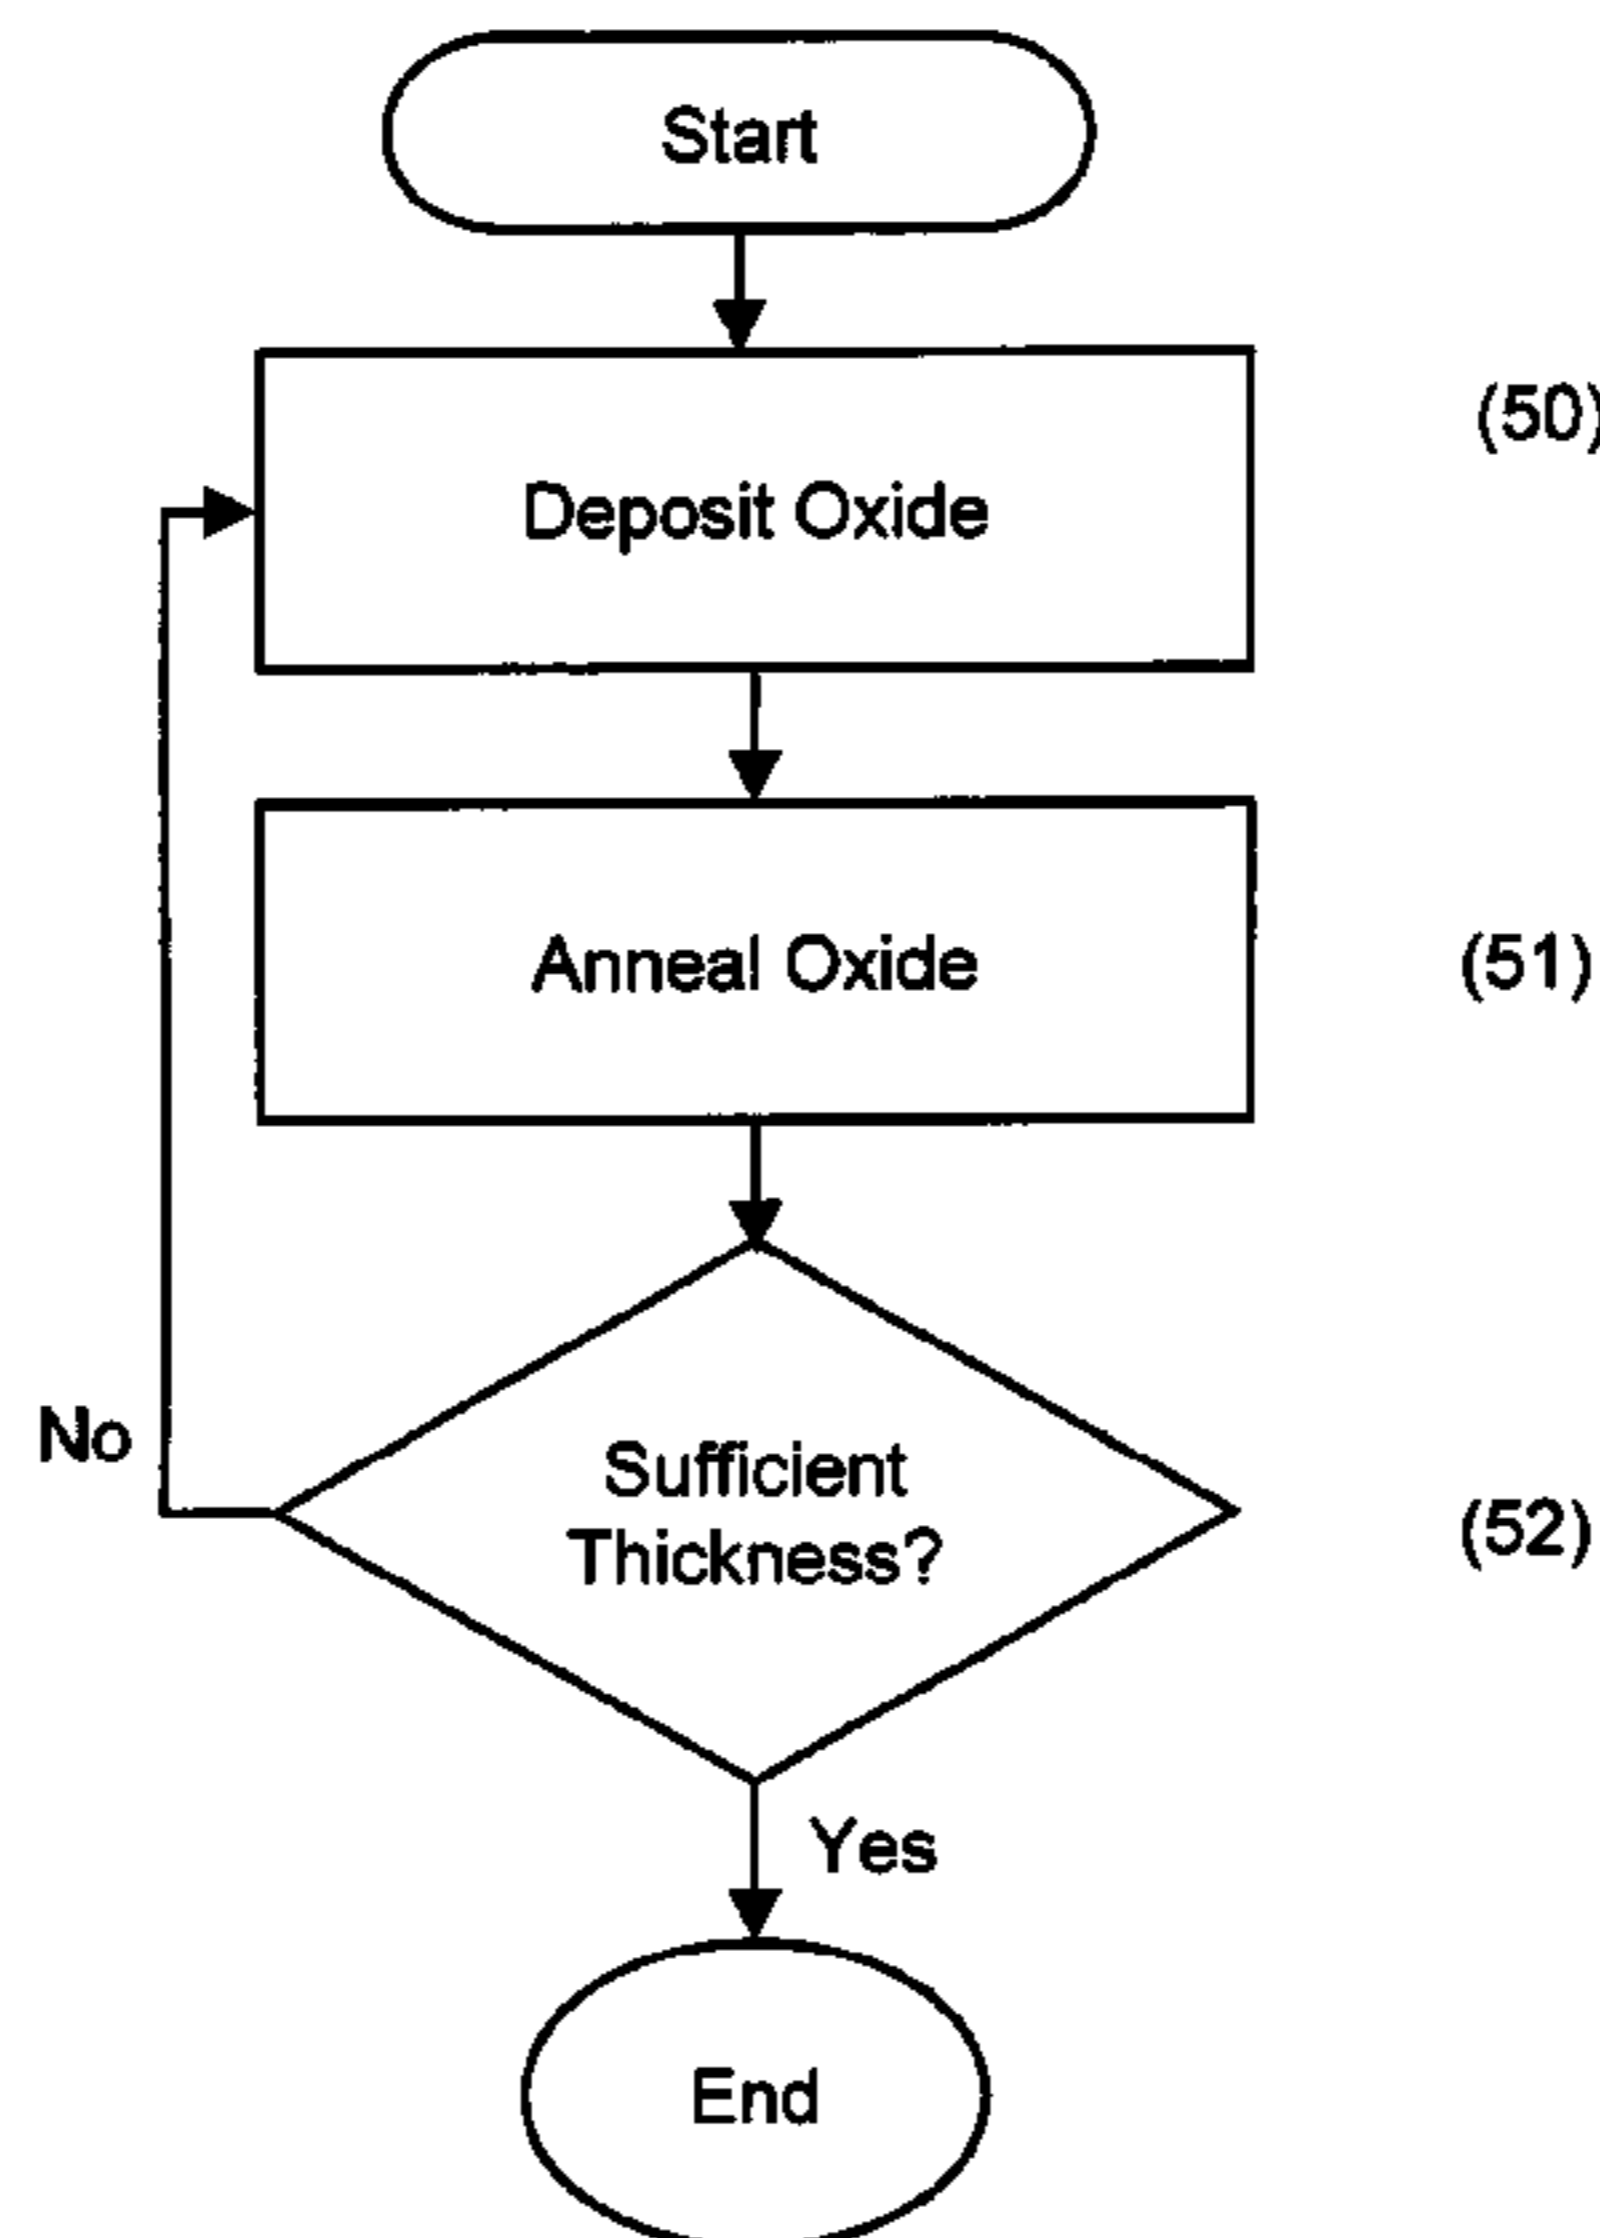 Start
(50)
Deposit Oxide
Anneal Oxide
(51)
No
Sufficient
Thickness?
(52)
Yes
End